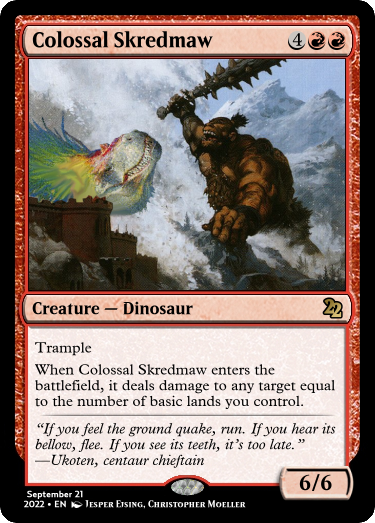 Colossal Skredmaw 4
Creature — Dinosaur
Trample
When Colossal Skredmaw enters the
battlefield, it deals damage to any target equal
to the number of basic lands you control.
“If you feel the ground quake, run. If you hear its
bellow, flee. If you see its teeth, it’s too late.”
—Ukoten, centaur chieftain
6/6
September 21
2022 • EN Jesper Ejsing, Christopher Moeller